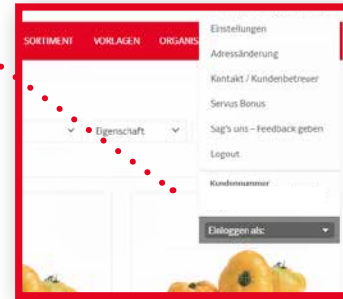 SORTIMENT VORLAGEN ORGANIS
Einstellungen
Adressänderung
Kontakt / Kundenbetreuer
Servus Bonus
Sag's uns – Feedback geben
Logout
Eigenschaft
Kundennummer
Einloggen als: